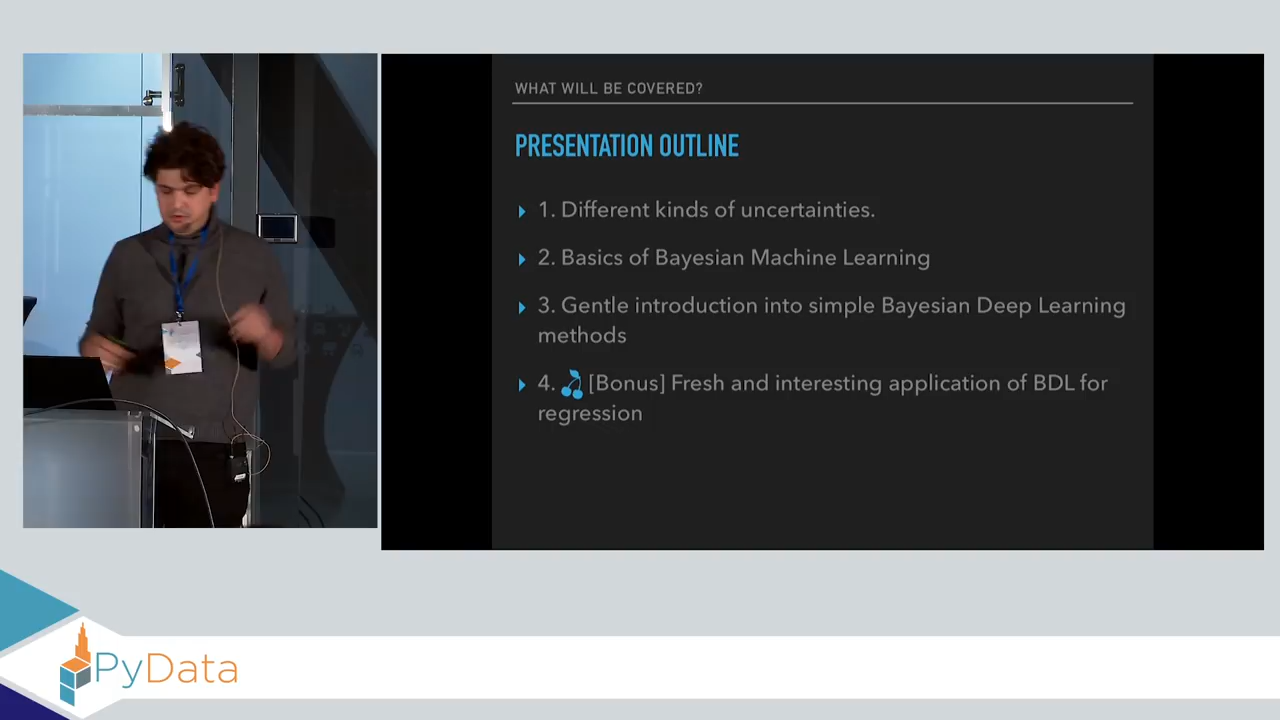 WHAT WILL BE COVERED?
PRESENTATION OUTLINE
1. Different kinds of uncertainties.
2. Basics of Bayesian Machine Learning
3. Gentle introduction into simple Bayesian Deep Learning
methods
4. [Bonus] Fresh and interesting application of BDL for
regression
PyData